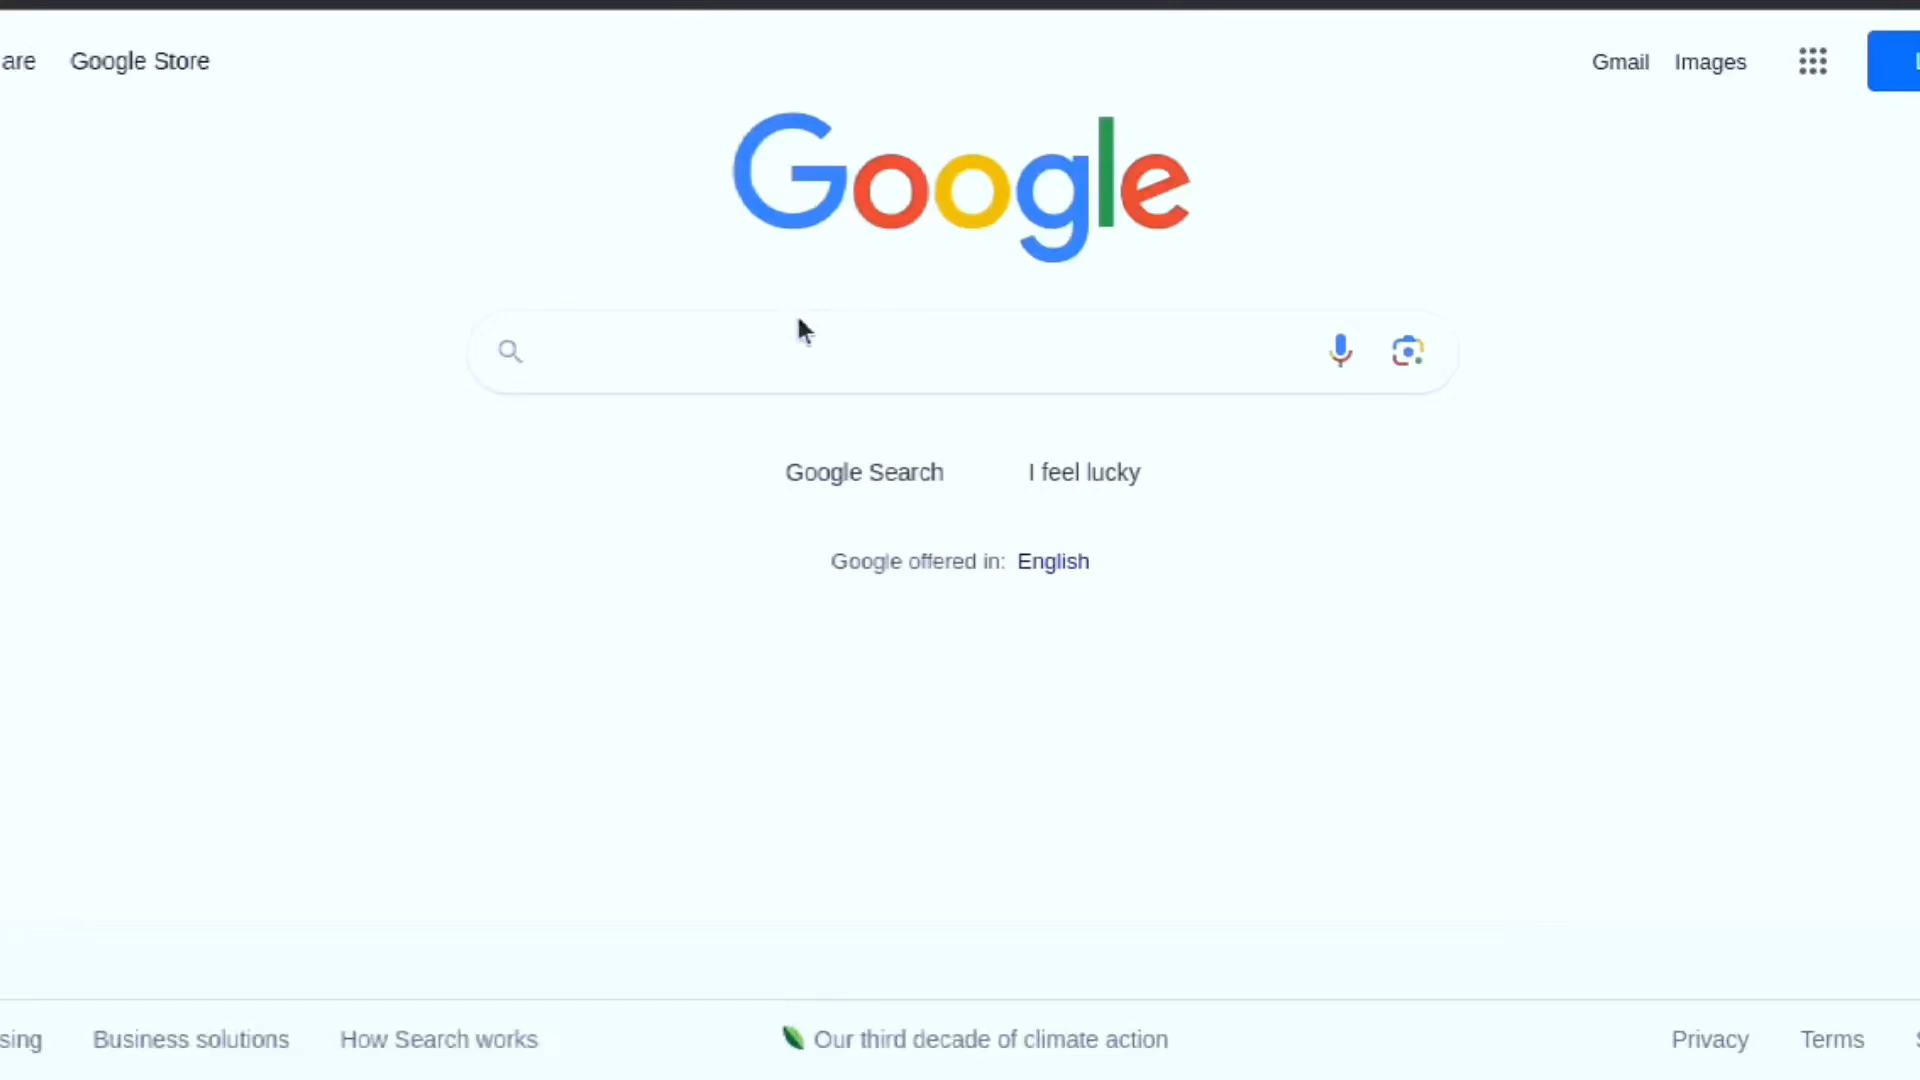 are Google Store Gmail Images
Google
Google Search I feel lucky
Google offered in: English
sing Business solutions How Search works Our third decade of climate action Privacy Terms